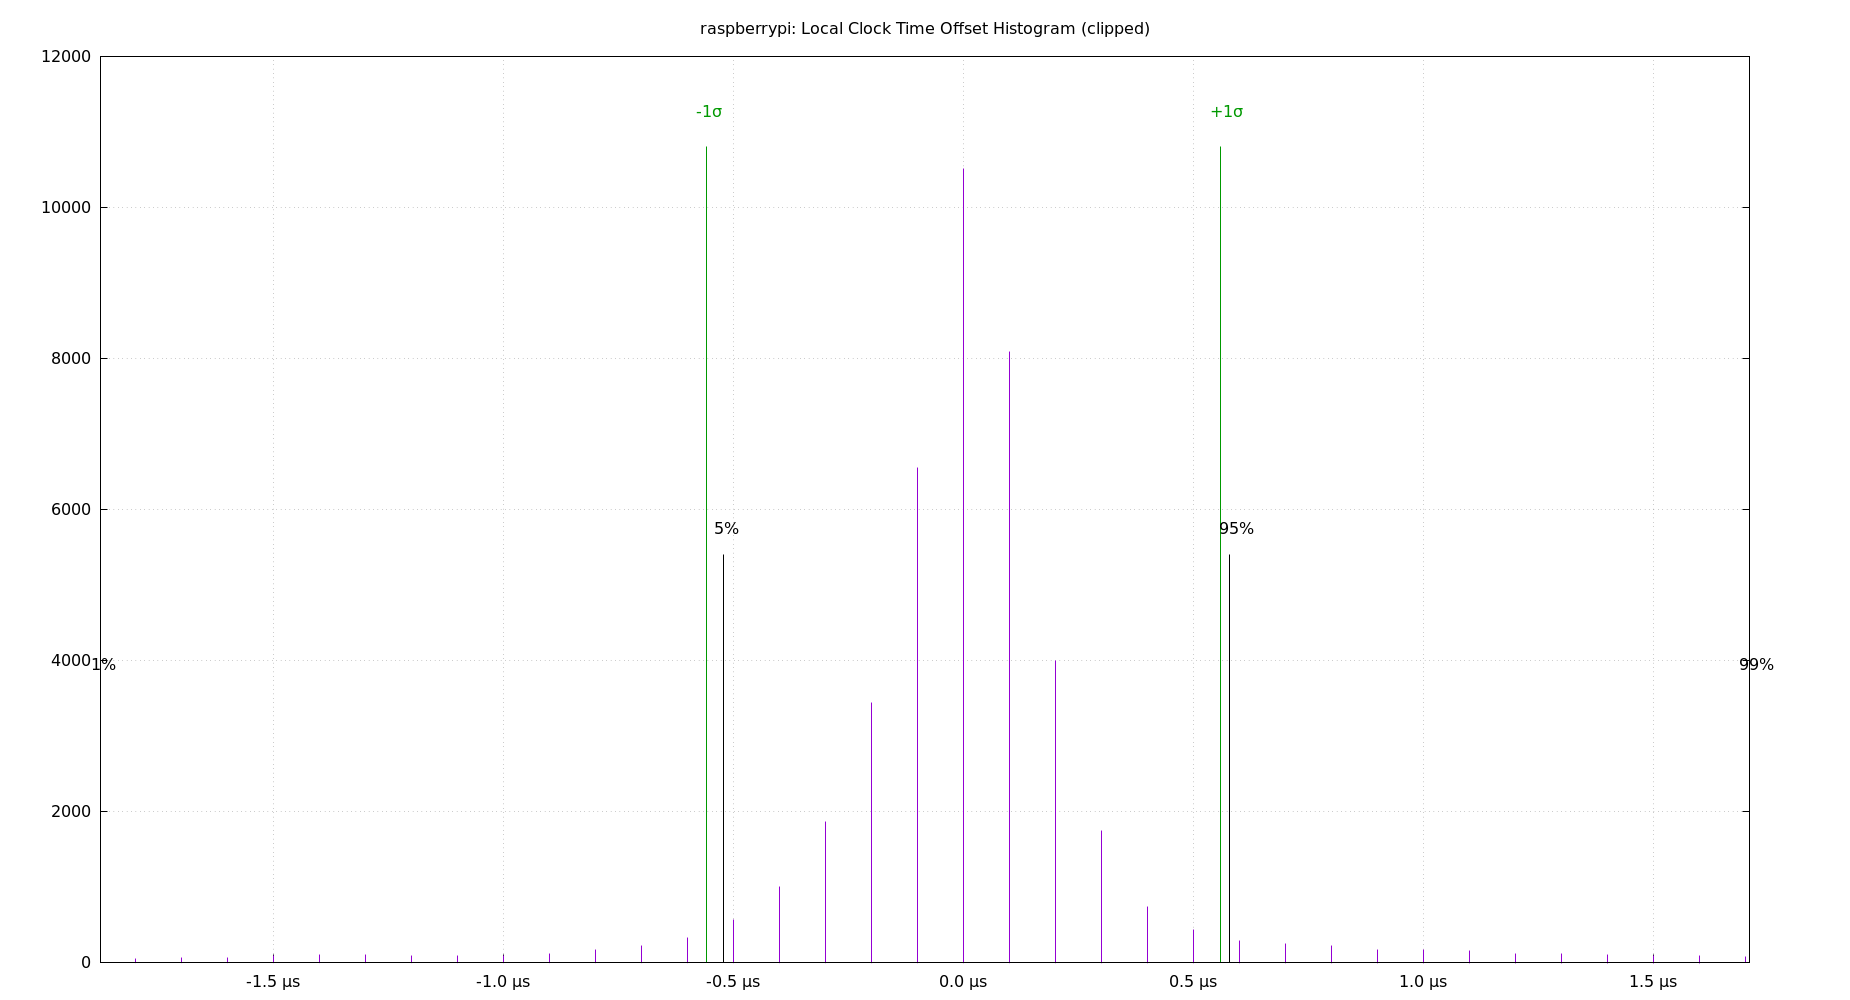 raspberrypi: Local Clock Time Offset Histogram (clipped)
12000
-1σ +1σ
10000
8000
6000
5% 95%
4000 1% 99%
2000
0
-1.5 μs -1.0 μs -0.5 μs 0.0 μs 0.5 μs 1.0 μs 1.5 μs